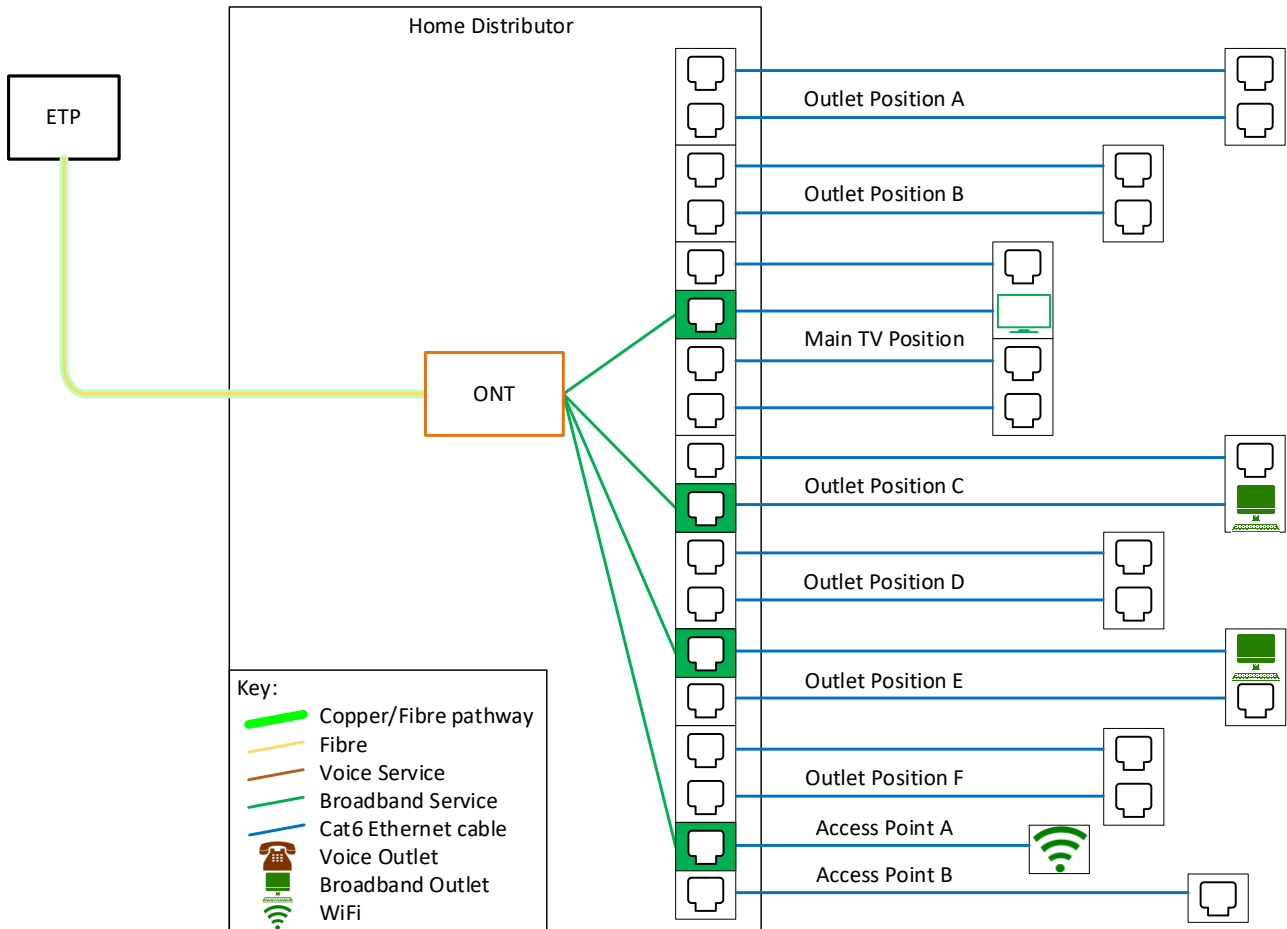 Home Distributor
ETP
Outlet Position A
Outlet Position B
Main TV Position
ONT
Outlet Position C
Outlet Position D
Outlet Position E
Outlet Position F
Access Point A
Access Point B
Key:
Copper/Fibre pathway
Fibre
Voice Service
Broadband Service
Cat6 Ethernet cable
Voice Outlet
Broadband Outlet
WiFi